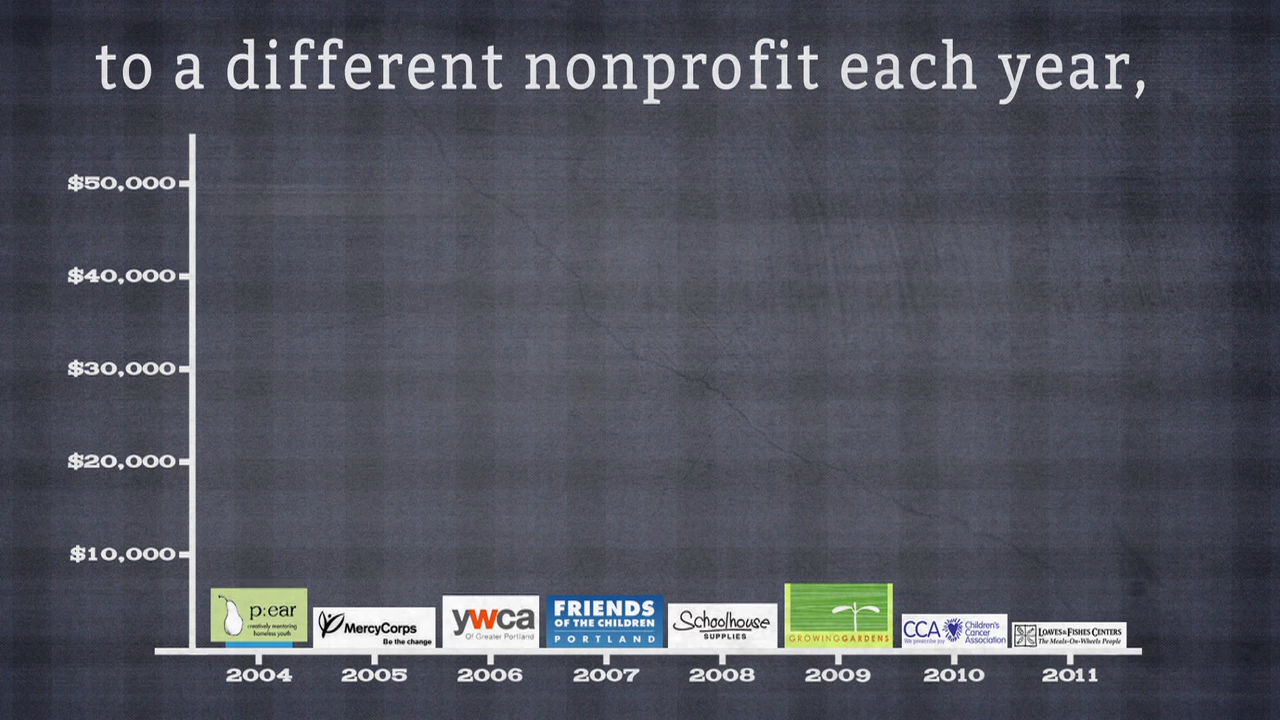 to a different nonprofit each year,
$50,000
$40,000
$30,000
$20,000
$10,000
p:ear
creatively mentoring
homeless youth
MercyCorps
Be the change
ywca
Of Greater Portland
FRIENDS
OF THE CHILDREN
PORTLAND
Schoolhouse
SUPPLIES
GROWINGGARDENS
CCA
Children's
Cancer
Association
LOAVES & FISHES CENTERS
The Meals-On-Wheels People
2004 2005 2006 2007 2008 2009 2010 2011